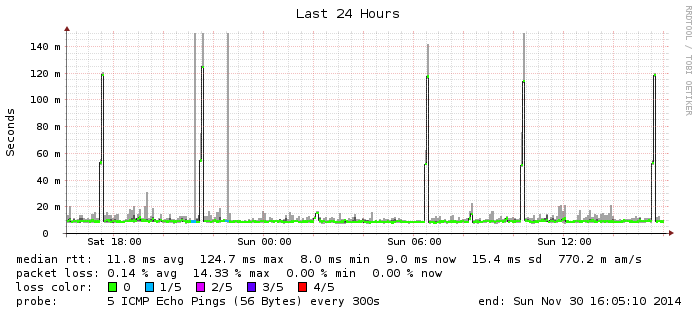 Last 24 Hours
RRDTOOL / TOBI OETIKER
Seconds
140 m
120 m
100 m
80 m
60 m
40 m
20 m
0
Sat 18:00 Sun 00:00 Sun 06:00 Sun 12:00
median rtt: 11.8 ms avg 124.7 ms max 8.0 ms min 9.0 ms now 15.4 ms sd 770.2 m am/s
packet loss: 0.14 % avg 14.33 % max 0.00 % min 0.00 % now
loss color: 0 1/5 2/5 3/5 4/5
probe: 5 ICMP Echo Pings (56 Bytes) every 300s end: Sun Nov 30 16:05:10 2014